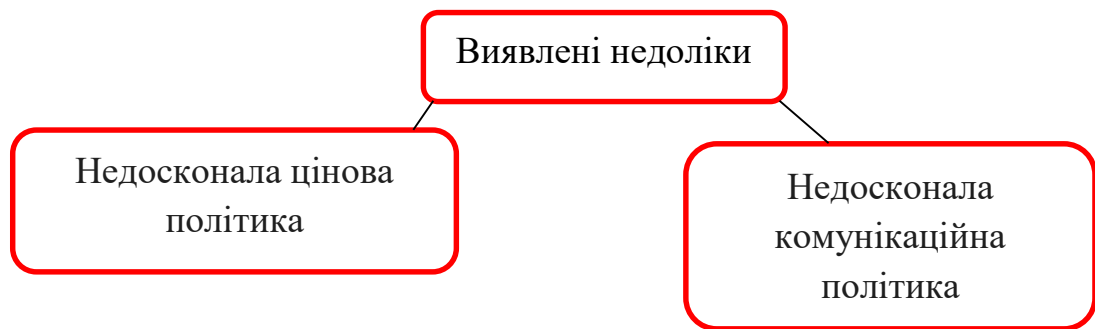 Виявлені недоліки
Недосконала цінова
політика
Недосконала
комунікаційна
політика